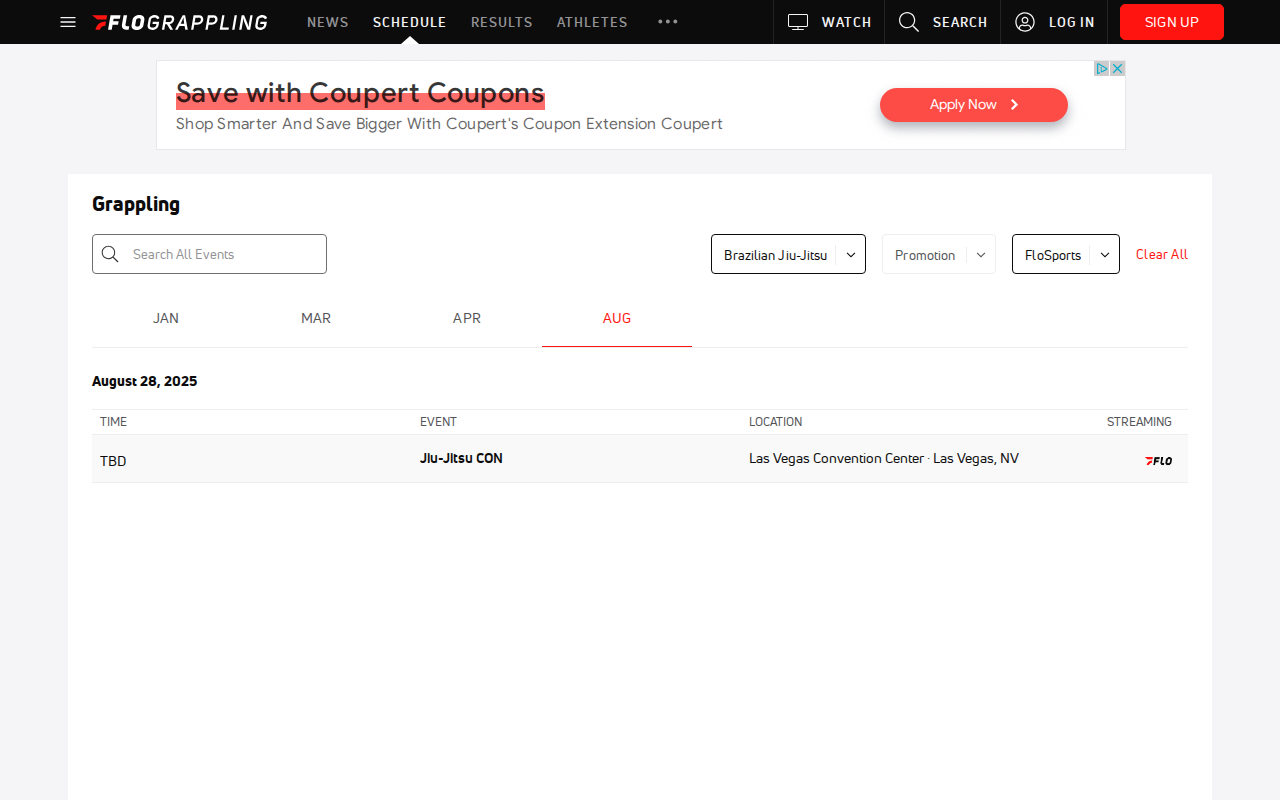 FLOGRAPPLING NEWS SCHEDULE RESULTS ATHLETES ••• WATCH SEARCH LOG IN SIGN UP
Save with Coupert Coupons
Shop Smarter And Save Bigger With Coupert's Coupon Extension Coupert
Apply Now
Grappling
Search All Events Brazilian Jiu-Jitsu Promotion FloSports Clear All
JAN MAR APR AUG
August 28, 2025
TIME EVENT LOCATION STREAMING
TBD Jiu-Jitsu CON Las Vegas Convention Center · Las Vegas, NV FLO